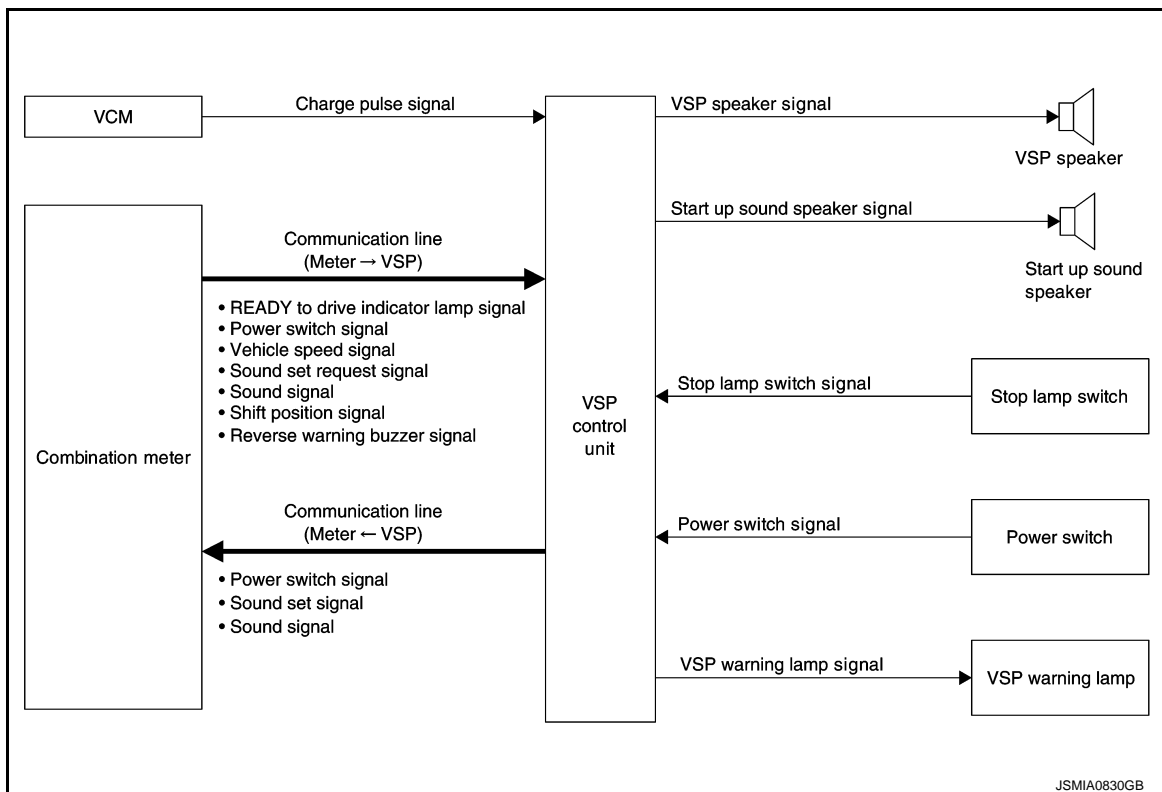 VCM
Charge pulse signal
VSP speaker signal
VSP speaker
Start up sound speaker signal
Start up sound
speaker
Communication line
(Meter → VSP)
• READY to drive indicator lamp signal
• Power switch signal
• Vehicle speed signal
• Sound set request signal
• Sound signal
• Shift position signal
• Reverse warning buzzer signal
Combination meter
Communication line
(Meter ← VSP)
• Power switch signal
• Sound set signal
• Sound signal
VSP
control
unit
Stop lamp switch signal
Stop lamp switch
Power switch signal
Power switch
VSP warning lamp signal
VSP warning lamp
JSMIA0830GB